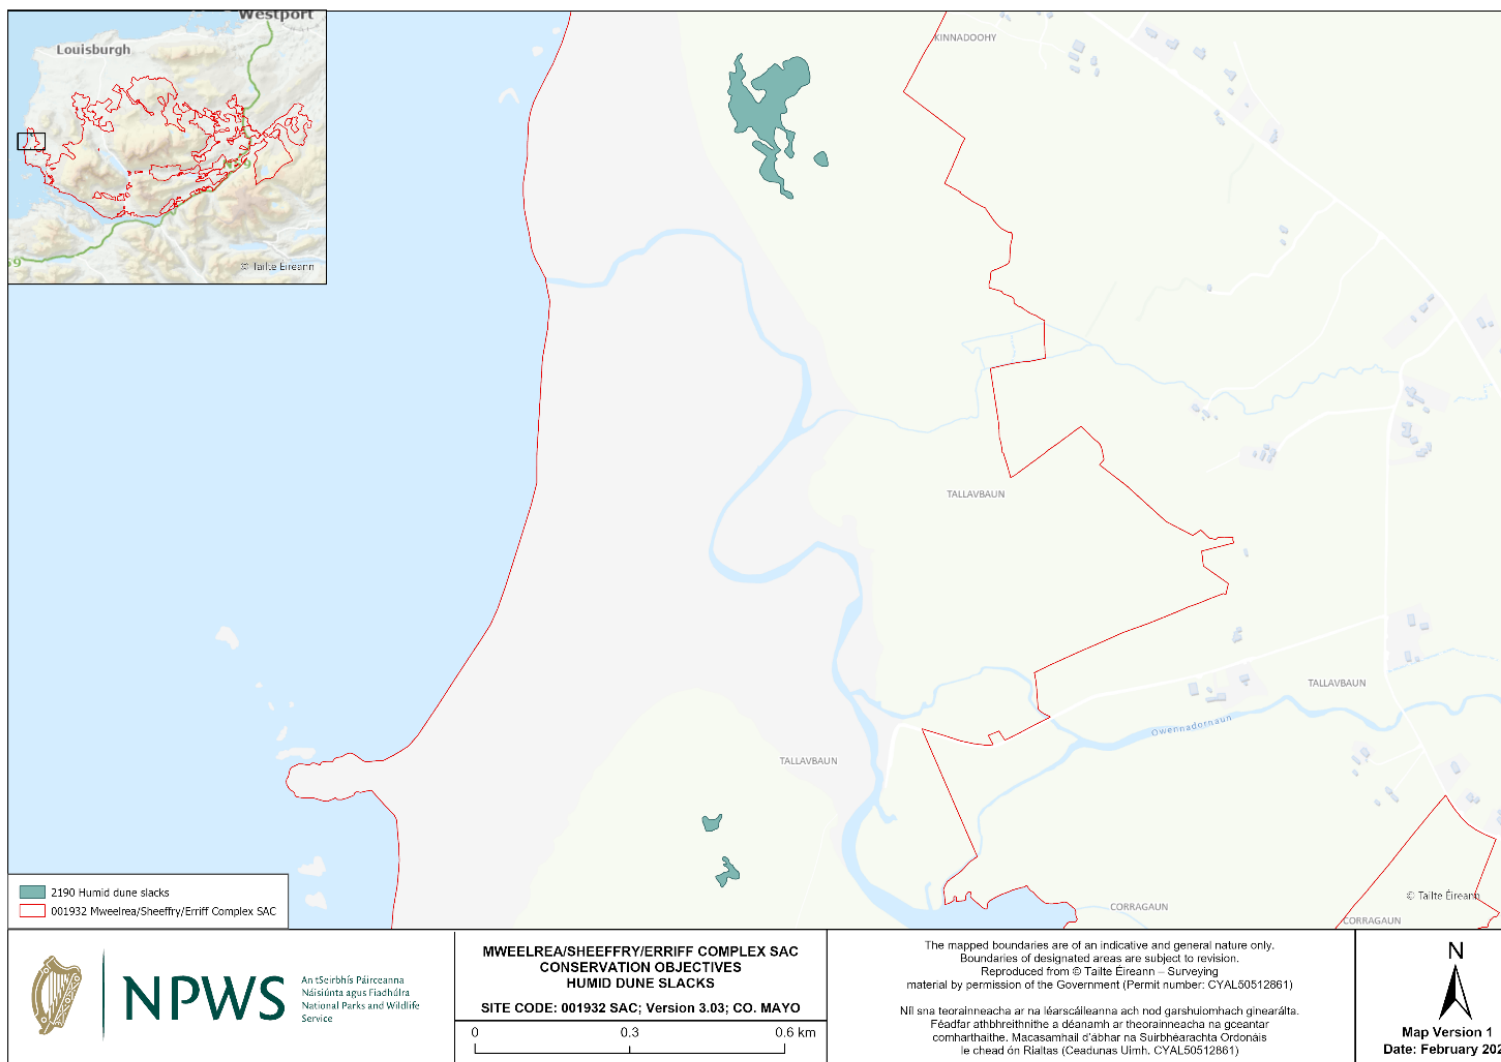 Westport
Louisburgh
N59
59
© Tailte Éireann
KINNADOOHY
TALLAVBAUN
TALLAVBAUN
Owennadornaun
TALLAVBAUN
CORRAGAUN
CORRAGAUN
© Tailte Éireann
2190 Humid dune slacks
001932 Mweelrea/Sheeffry/Erriff Complex SAC
NPWS
An tSeirbhís Páirceanna
Náisiúnta agus Fiadhúlra
National Parks and Wildlife
Service
MWEELREA/SHEEFFRY/ERRIFF COMPLEX SAC
CONSERVATION OBJECTIVES
HUMID DUNE SLACKS
SITE CODE: 001932 SAC; Version 3.03; CO. MAYO
0 0.3 0.6 km
The mapped boundaries are of an indicative and general nature only.
Boundaries of designated areas are subject to revision.
Reproduced from © Tailte Éireann – Surveying
material by permission of the Government (Permit number: CYAL50512861)
Níl sna teorainneacha ar na léarscáileanna ach nod garshuíomhach ginearálta.
Féadfar athbhreithnithe a déanamh ar theorainneacha na gceantar
comharthaithe. Macasamhail d'ábhar na Suirbhéarachta Ordonáis
le chead ón Rialtas (Ceadunas Uimh. CYAL50512861)
N
Map Version 1
Date: February 202